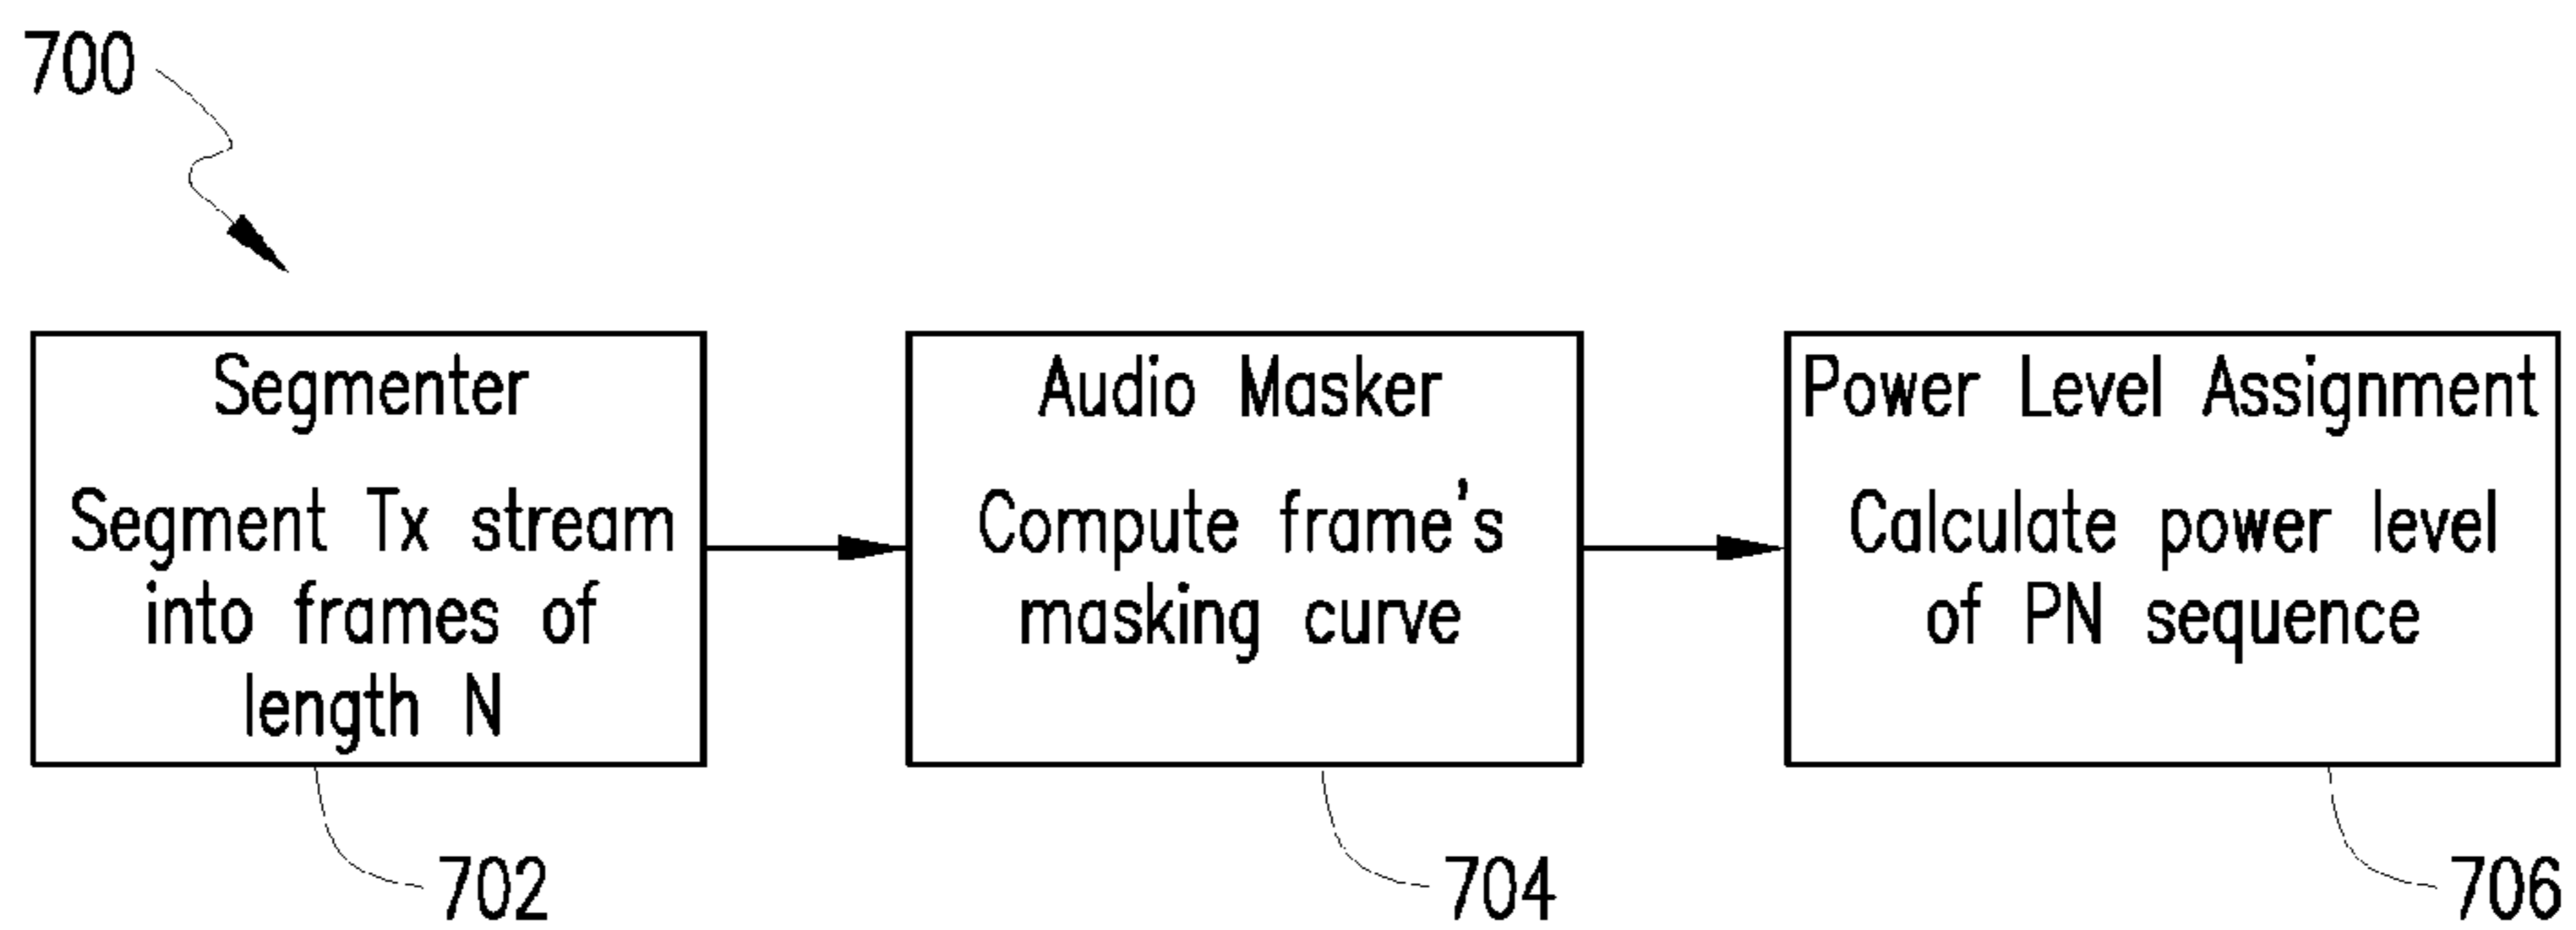 700
Segmenter
Segment Tx stream
into frames of
length N
Audio Masker
Compute frame's
masking curve
Power Level Assignment
Calculate power level
of PN sequence
702
704
706